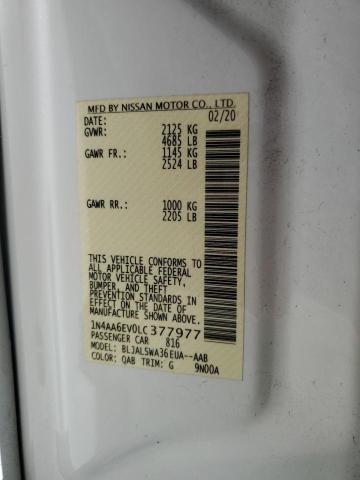 MFD BY NISSAN MOTOR CO., LTD.
DATE: 02/20
GVWR: 2125 KG
4685 LB
GAWR FR.: 1145 KG
2524 LB
GAWR RR.: 1000 KG
2205 LB
THIS VEHICLE CONFORMS TO
ALL APPLICABLE FEDERAL
MOTOR VEHICLE SAFETY,
BUMPER, AND THEFT
PREVENTION STANDARDS IN
EFFECT ON THE DATE OF
MANUFACTURE SHOWN ABOVE.
1N4AA6EV0LC377977
PASSENGER CAR 816
MODEL: BLJALSWA36EUA--AAB
COLOR: QAB TRIM: G 9N00A